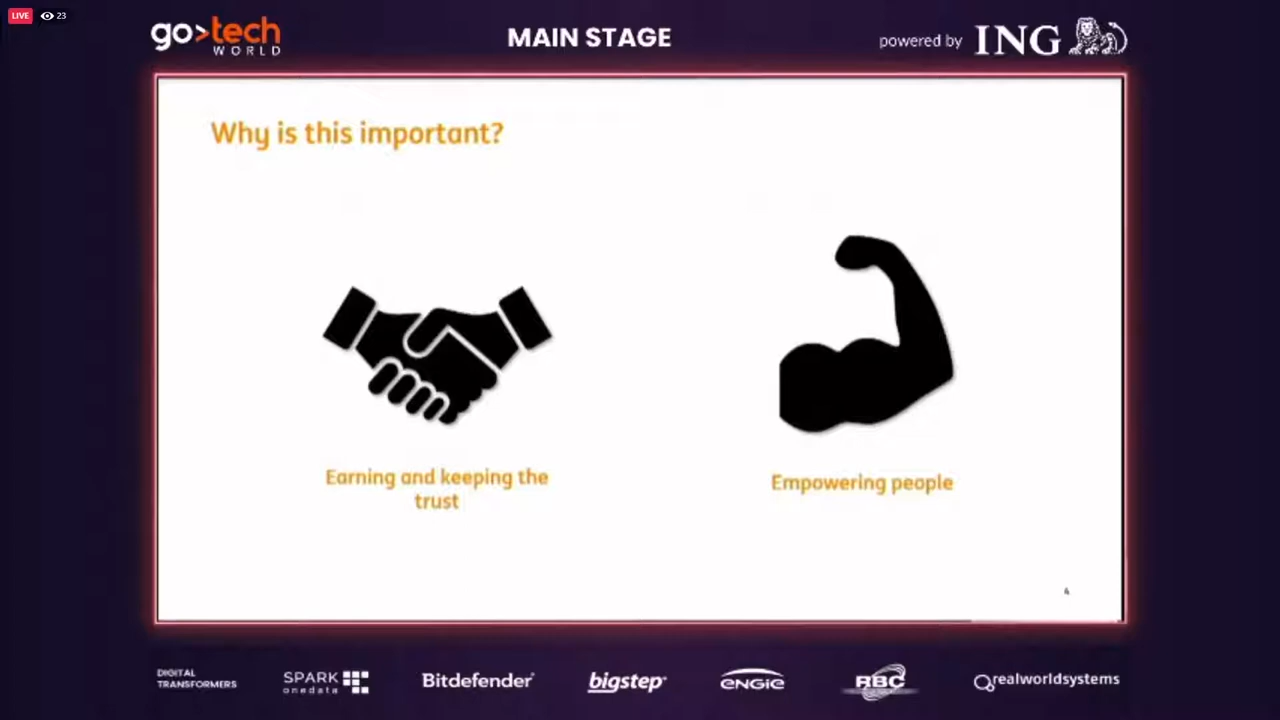 LIVE 23
go>tech
WORLD
MAIN STAGE
powered by ING
Why is this important?
Earning and keeping the
trust
Empowering people
4
DIGITAL
TRANSFORMERS
SPARK
onedata
Bitdefender
bigstep
ENGIE
RBC
realworldsystems